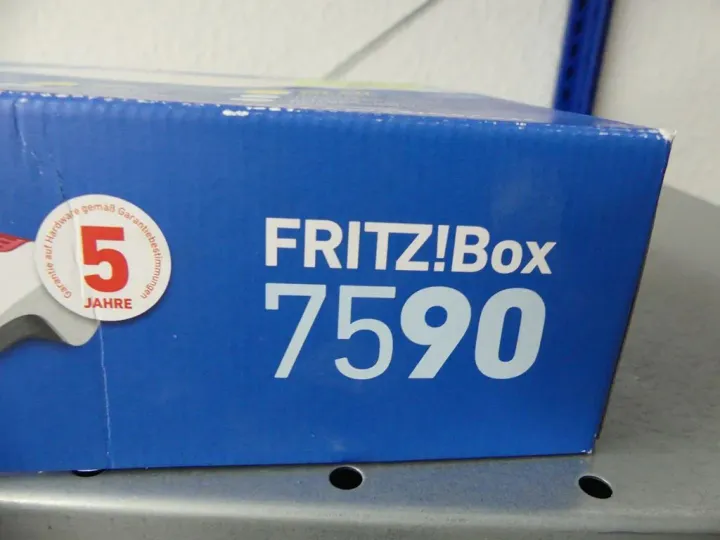 Garantie auf Hardware gemäß Garantiebestimmungen
5
JAHRE
FRITZ!Box
7590